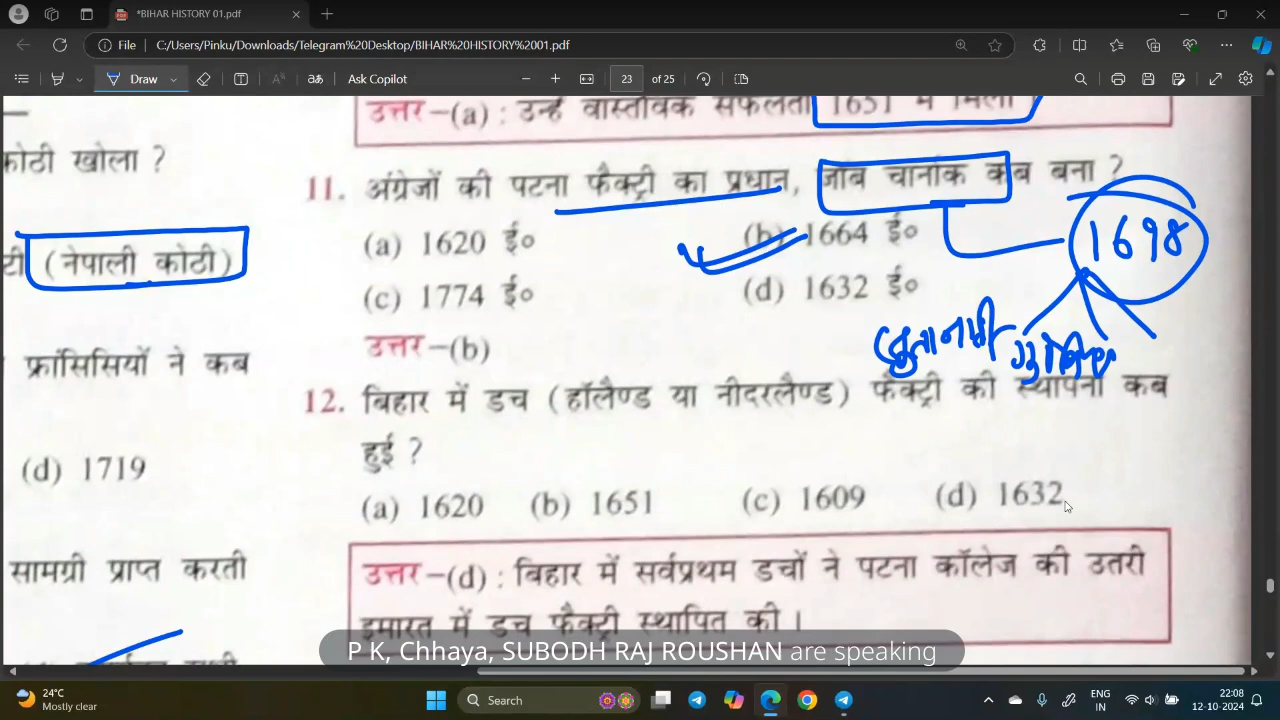 *BIHAR HISTORY 01.pdf
File C:/Users/Pinku/Downloads/Telegram%20Desktop/BIHAR%20HISTORY%2001.pdf
Draw Ask Copilot 23 of 25
कोठी खोला ?
टी (नेपाली कोठी)
फ्रांसिसियों ने कब
(d) 1719
सामग्री प्राप्त करती
उत्तर-(a) : उन्हें वास्तविक सफलता 1651 में मिली
11. अंग्रेजों की पटना फैक्ट्री का प्रधान, जॉब चार्नाक कब बना ?
(a) 1620 ई० (b) 1664 ई०
(c) 1774 ई० (d) 1632 ई०
1698
उत्तर-(b)
सुतानाती
12. बिहार में डच (हॉलैण्ड या नीदरलैण्ड) फैक्ट्री की स्थापना कब
हुई ?
(a) 1620 (b) 1651 (c) 1609 (d) 1632
उत्तर-(d) : बिहार में सर्वप्रथम डचों ने पटना कॉलेज की उतरी
इमारत में डच फैक्ट्री स्थापित की ।
P K, Chhaya, SUBODH RAJ ROUSHAN are speaking
24°C
Mostly clear
Search
ENG
IN
22:08
12-10-2024